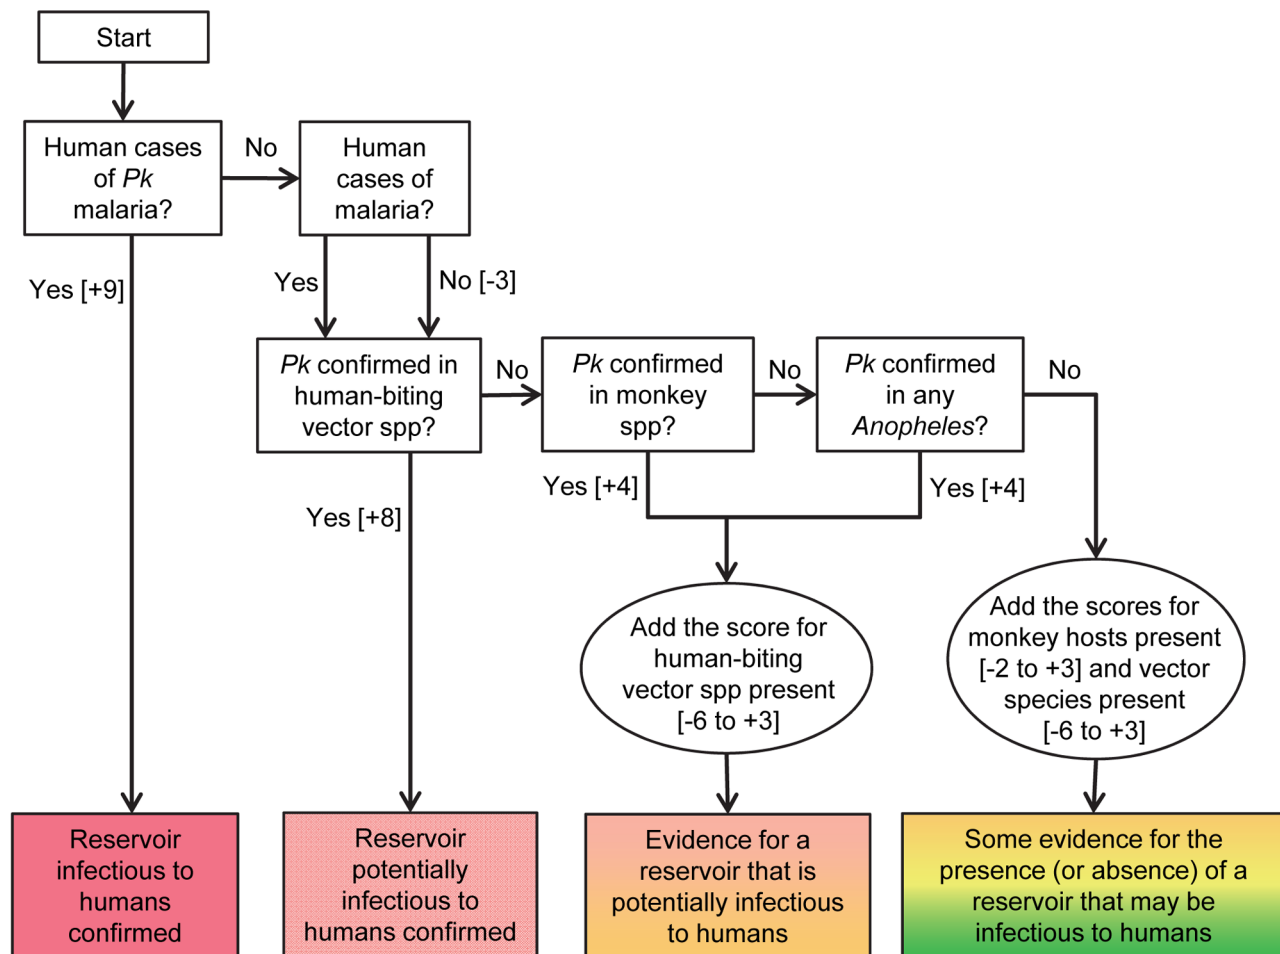 Start
Human cases
of Pk
malaria?
No
Human
cases of
malaria?
Yes [+9]
Yes
No [-3]
Pk confirmed in
human-biting
vector spp?
No
Pk confirmed
in monkey
spp?
No
Pk confirmed
in any
Anopheles?
No
Yes [+8]
Yes [+4]
Yes [+4]
Add the score for
human-biting
vector spp present
[-6 to +3]
Add the scores for
monkey hosts present
[-2 to +3] and vector
species present
[-6 to +3]
Reservoir
infectious to
humans
confirmed
Reservoir
potentially
infectious to
humans confirmed
Evidence for a
reservoir that is
potentially infectious
to humans
Some evidence for the
presence (or absence) of a
reservoir that may be
infectious to humans